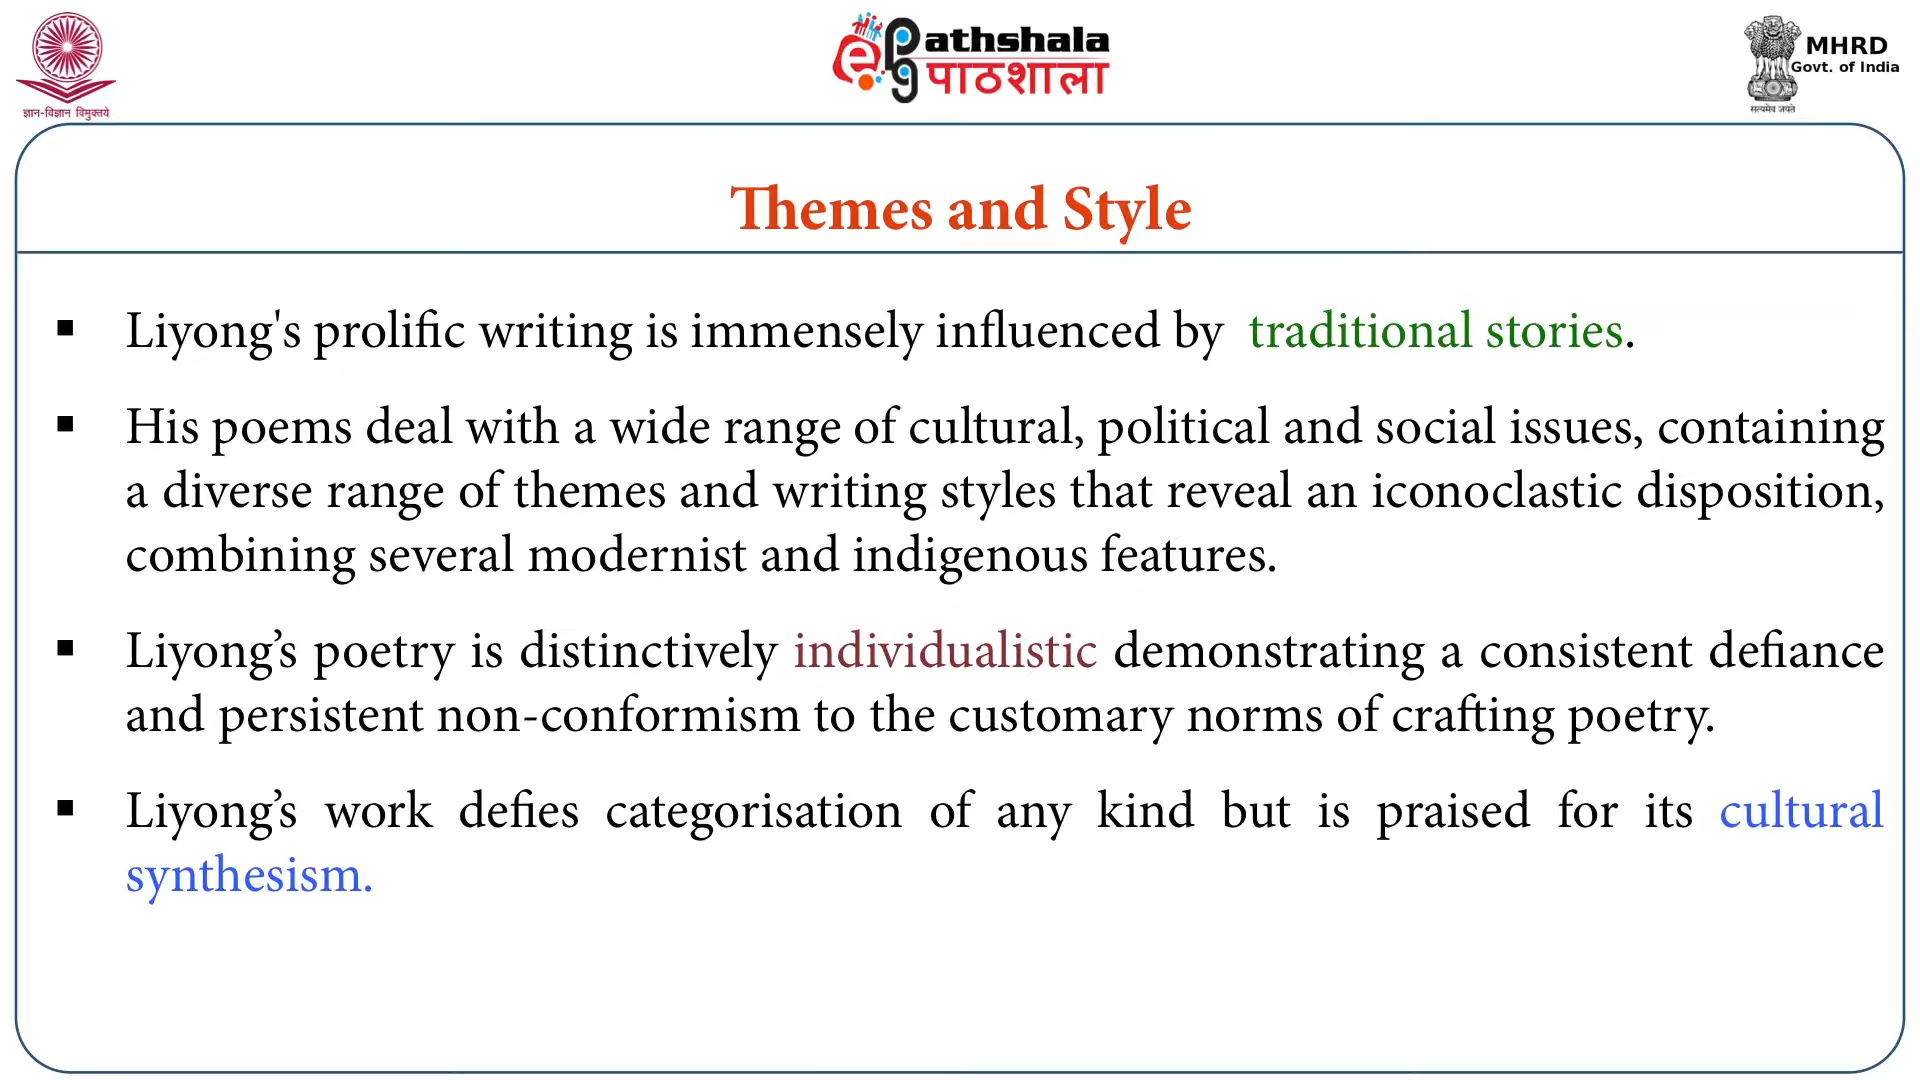 ज्ञान-विज्ञान विमुक्तये
e pg Pathshala
पाठशाला
MHRD
Govt. of India
सत्यमेव जयते
Themes and Style
▪ Liyong's prolific writing is immensely influenced by  traditional stories.
▪ His poems deal with a wide range of cultural, political and social issues, containing
a diverse range of themes and writing styles that reveal an iconoclastic disposition,
combining several modernist and indigenous features.
▪ Liyong’s poetry is distinctively individualistic demonstrating a consistent defiance
and persistent non-conformism to the customary norms of crafting poetry.
▪ Liyong’s work defies categorisation of any kind but is praised for its cultural
synthesism.